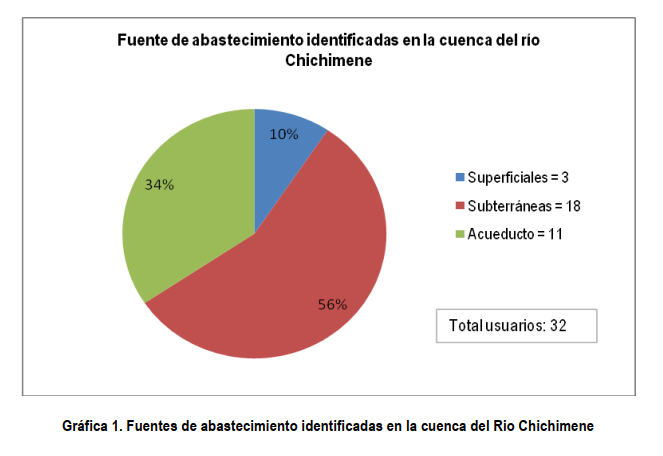 Fuente de abastecimiento identificadas en la cuenca del río
Chichimene
10%
34%
56%
Superficiales = 3
Subterráneas = 18
Acueducto = 11
Total usuarios: 32
Gráfica 1. Fuentes de abastecimiento identificadas en la cuenca del Rio Chichimene